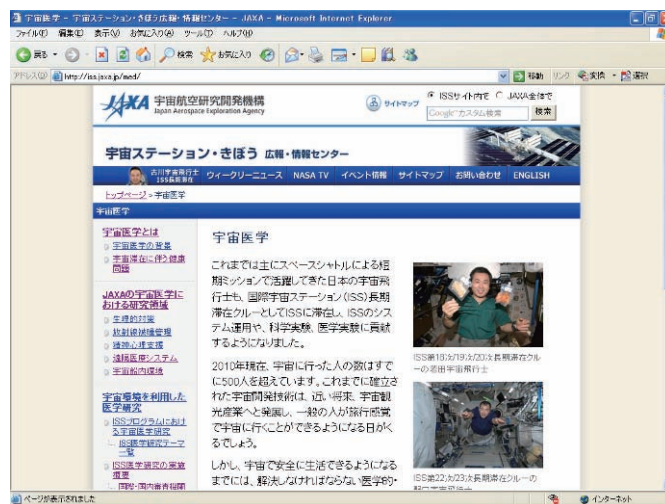 宇宙医学 - 宇宙ステーション・きぼう広報・情報センター - JAXA - Microsoft Internet Explorer
ファイル(F) 編集(E) 表示(V) お気に入り(A) ツール(T) ヘルプ(H)
戻る 検索 お気に入り
アドレス(D) http://iss.jaxa.jp/med/ 移動 リンク 変換 選択
JAXA 宇宙航空研究開発機構
Japan Aerospace Exploration Agency
サイトマップ
ISSサイト内で JAXA全体で
Google カスタム検索 検索
宇宙ステーション・きぼう 広報・情報センター
古川宇宙飛行士
ISS長期滞在
ウィークリーニュース NASA TV イベント情報 サイトマップ お問い合わせ ENGLISH
トップページ > 宇宙医学
宇宙医学
宇宙医学とは
宇宙医学の背景
宇宙滞在に伴う健康
問題
JAXAの宇宙医学に
おける研究領域
生理的対策
放射線被曝管理
精神心理支援
遠隔医療システム
宇宙船内環境
宇宙環境を利用した
医学研究
ISSプログラムにおけ
る宇宙医学研究
ISS医学研究テーマ
一覧
ISS医学研究の実施
概要
国際・国内審査機関
宇宙医学
これまでは主にスペースシャトルによる短
期ミッションで活躍してきた日本の宇宙飛
行士も、国際宇宙ステーション(ISS)長期
滞在クルーとしてISSに滞在し、ISSのシス
テム運用や、科学実験、医学実験に貢献
するようになりました。
2010年現在、宇宙に行った人の数はすで
に500人を超えています。これまでに確立さ
れた宇宙開発技術は、近い将来、宇宙観
光産業へと発展し、一般の人が旅行感覚
で宇宙に行くことができるようになる日がく
るでしょう。
しかし、宇宙で安全に生活できるようになる
までには、解決しなければならない医学的・
ISS第18次/19次/20次長期滞在クル
ーの若田宇宙飛行士
ISS第22次/23次長期滞在クルーの
野口宇宙飛行士
ページが表示されました
インターネット